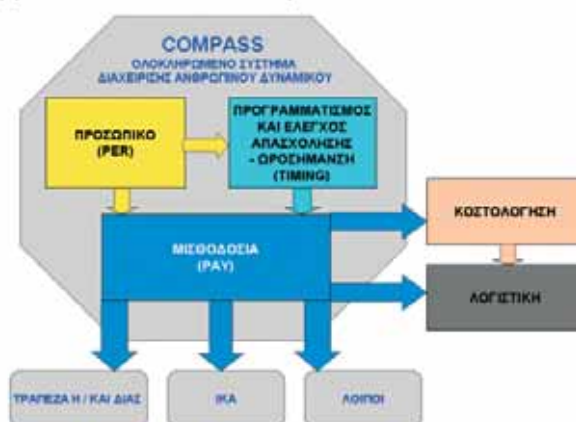 COMPASS
ΟΛΟΚΛΗΡΩΜΕΝΟ ΣΥΣΤΗΜΑ
ΔΙΑΧΕΙΡΙΣΗΣ ΑΝΘΡΩΠΙΝΟΥ ΔΥΝΑΜΙΚΟΥ
ΠΡΟΣΩΠΙΚΟ
(PER)
ΠΡΟΓΡΑΜΜΑΤΙΣΜΟΣ
ΚΑΙ ΕΛΕΓΧΟΣ
ΑΠΑΣΧΟΛΗΣΗΣ
- ΩΡΟΣΗΜΑΝΣΗ
(TIMING)
ΜΙΣΘΟΔΟΣΙΑ
(PAY)
ΚΟΣΤΟΛΟΓΗΣΗ
ΛΟΓΙΣΤΙΚΗ
ΤΡΑΠΕΖΑ Η / ΚΑΙ ΔΙΑΣ
ΙΚΑ
ΛΟΙΠΟΙ